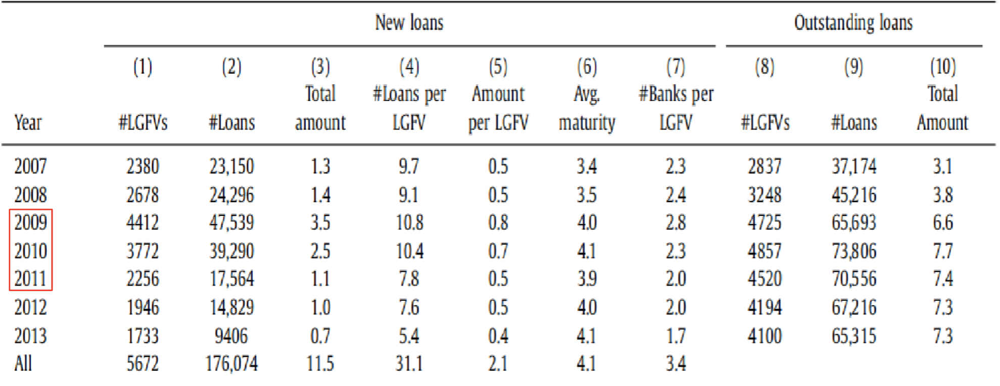 New loans Outstanding loans
(1) (2) (3) (4) (5) (6) (7) (8) (9) (10)
Total #Loans per Amount Avg. #Banks per Total
Year #LGFVs #Loans amount LGFV per LGFV maturity LGFV #LGFVs #Loans Amount
2007 2380 23,150 1.3 9.7 0.5 3.4 2.3 2837 37,174 3.1
2008 2678 24,296 1.4 9.1 0.5 3.5 2.4 3248 45,216 3.8
2009 4412 47,539 3.5 10.8 0.8 4.0 2.8 4725 65,693 6.6
2010 3772 39,290 2.5 10.4 0.7 4.1 2.3 4857 73,806 7.7
2011 2256 17,564 1.1 7.8 0.5 3.9 2.0 4520 70,556 7.4
2012 1946 14,829 1.0 7.6 0.5 4.0 2.0 4194 67,216 7.3
2013 1733 9406 0.7 5.4 0.4 4.1 1.7 4100 65,315 7.3
All 5672 176,074 11.5 31.1 2.1 4.1 3.4